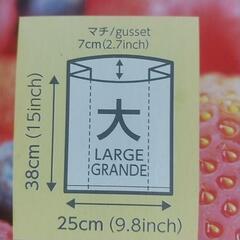 マチ/gusset
7cm(2.7inch)
38cm (15inch)
大
LARGE
GRANDE
25cm (9.8inch)